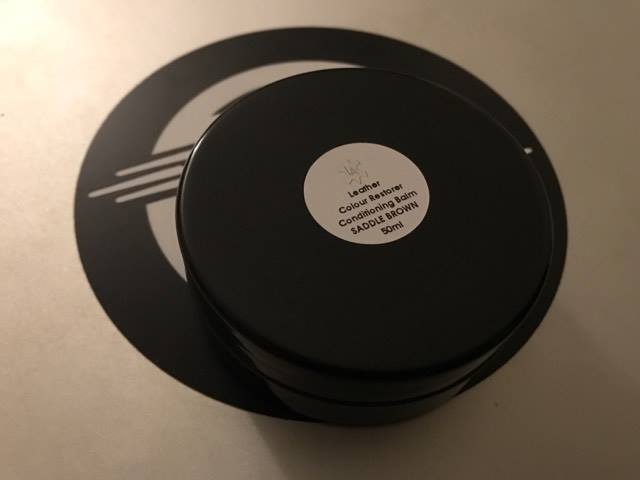 Leather
Colour Restorer
Conditioning Balm
SADDLE BROWN
50ml